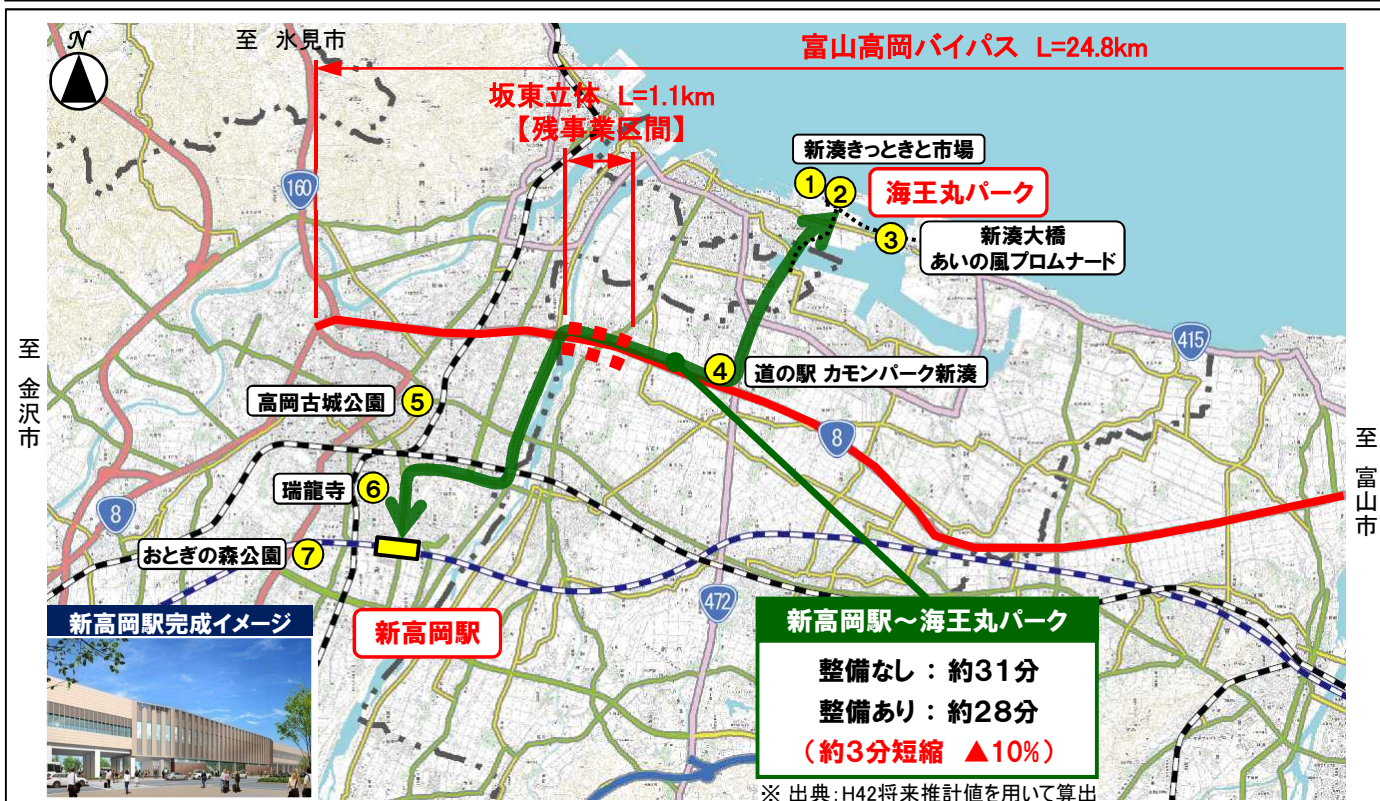 N
至 氷見市
富山高岡バイパス L=24.8km
坂東立体 L=1.1km
【残事業区間】
160
新湊きっときと市場
1
2
海王丸パーク
3
新湊大橋
あいの風プロムナード
415
至 金沢市
4
道の駅 カモンパーク新湊
高岡古城公園
5
8
至 富山市
瑞龍寺
6
8
おとぎの森公園
7
472
新高岡駅
新高岡駅完成イメージ
新高岡駅～海王丸パーク
整備なし : 約31分
整備あり : 約28分
(約3分短縮 ▲10%)
※ 出典:H42将来推計値を用いて算出